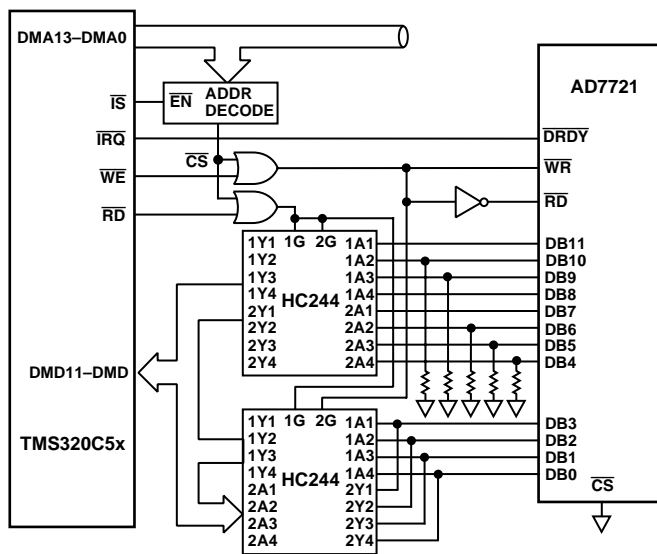 DMA13–DMA0
IS
EN ADDR
DECODE
IRQ
CS
WE
RD
AD7721
DRDY
WR
RD
1G 2G
1Y1
1Y2
1Y3
1Y4
2Y1
2Y2
2Y3
2Y4
HC244
1A1
1A2
1A3
1A4
2A1
2A2
2A3
2A4
DB11
DB10
DB9
DB8
DB7
DB6
DB5
DB4
DMD11–DMD
TMS320C5x
1G 2G
1Y1
1Y2
1Y3
1Y4
2A1
2A2
2A3
2A4
HC244
1A1
1A2
1A3
1A4
2Y1
2Y2
2Y3
2Y4
DB3
DB2
DB1
DB0
CS